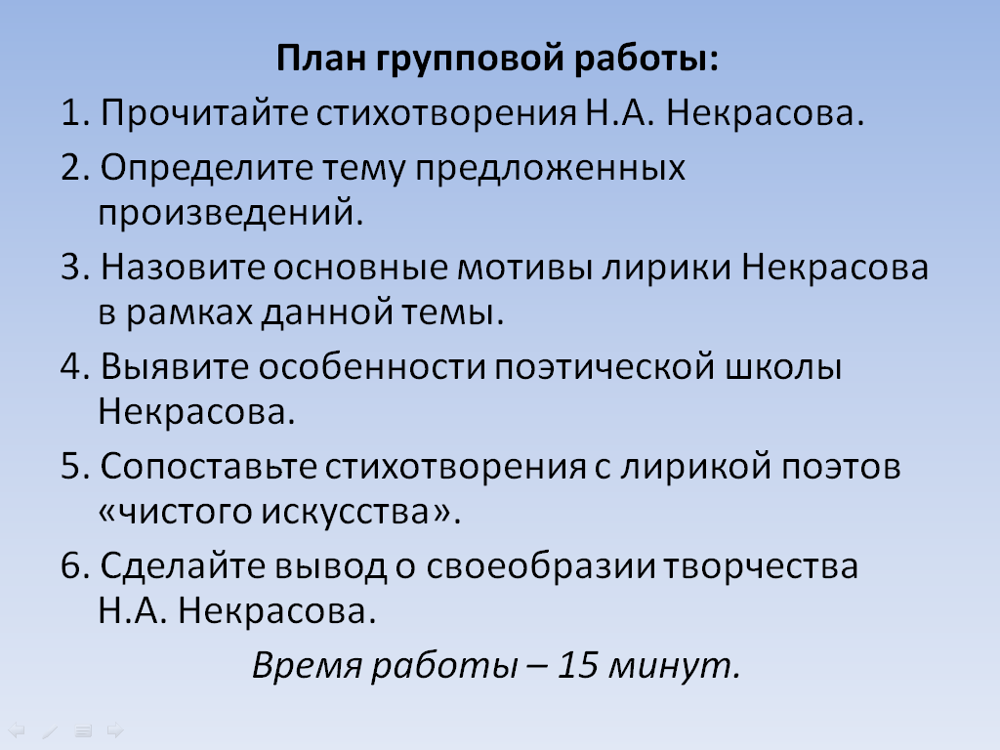 План групповой работы:
1. Прочитайте стихотворения Н.А. Некрасова.
2. Определите тему предложенных
произведений.
3. Назовите основные мотивы лирики Некрасова
в рамках данной темы.
4. Выявите особенности поэтической школы
Некрасова.
5. Сопоставьте стихотворения с лирикой поэтов
«чистого искусства».
6. Сделайте вывод о своеобразии творчества
Н.А. Некрасова.
Время работы – 15 минут.